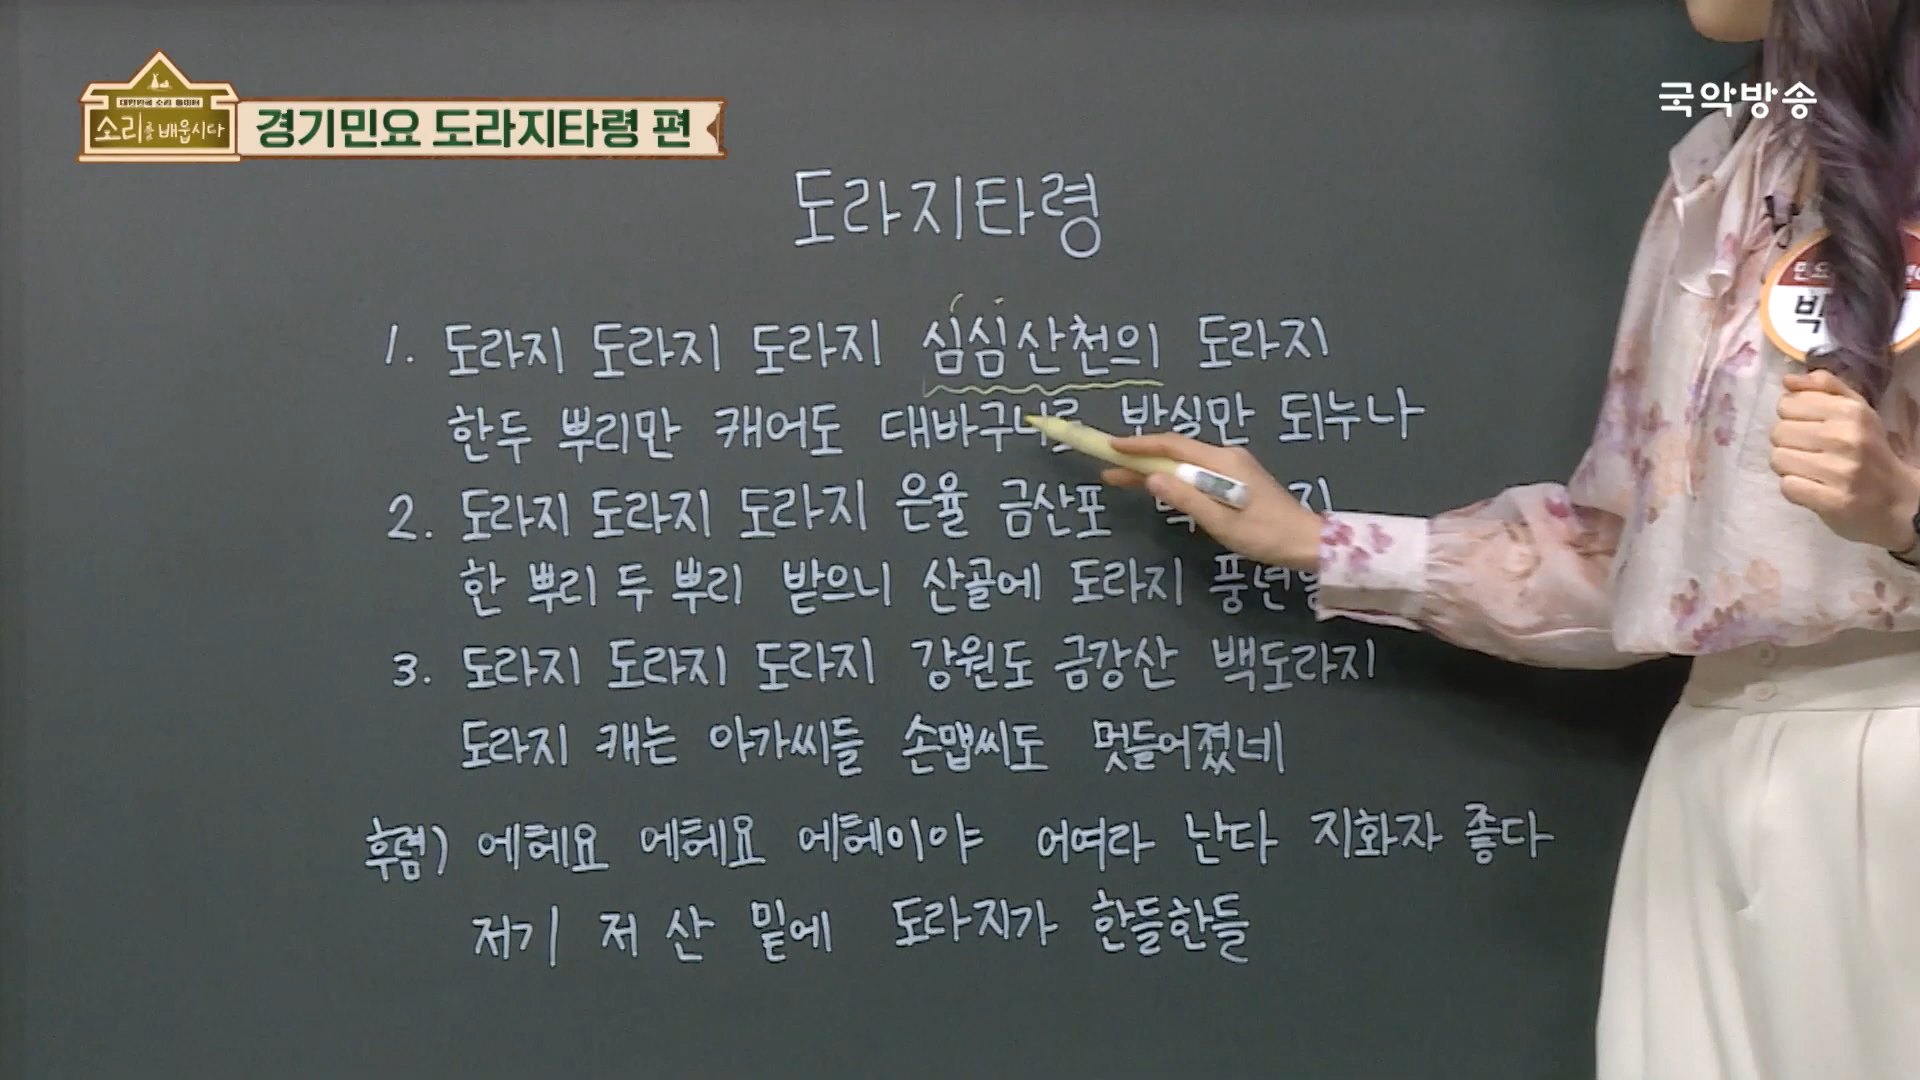 대한민국 소리 놀이터
소리를 배웁시다
경기민요 도라지타령 편
국악방송
도라지타령
1. 도라지 도라지 도라지 심심산천의 도라지
한두 뿌리만 캐어도 대바구니로 반실만 되누나
2. 도라지 도라지 도라지 은율 금산포
한 뿌리 두 뿌리 받으니 산골에 도라지
3. 도라지 도라지 도라지 강원도 금강산 백도라지
도라지 캐는 아가씨들 손맵씨도 멋들어졌네
후렴) 에헤요 에헤요 에헤이야 어여라 난다 지화자 좋다
저기 저 산 밑에 도라지가 한들한들